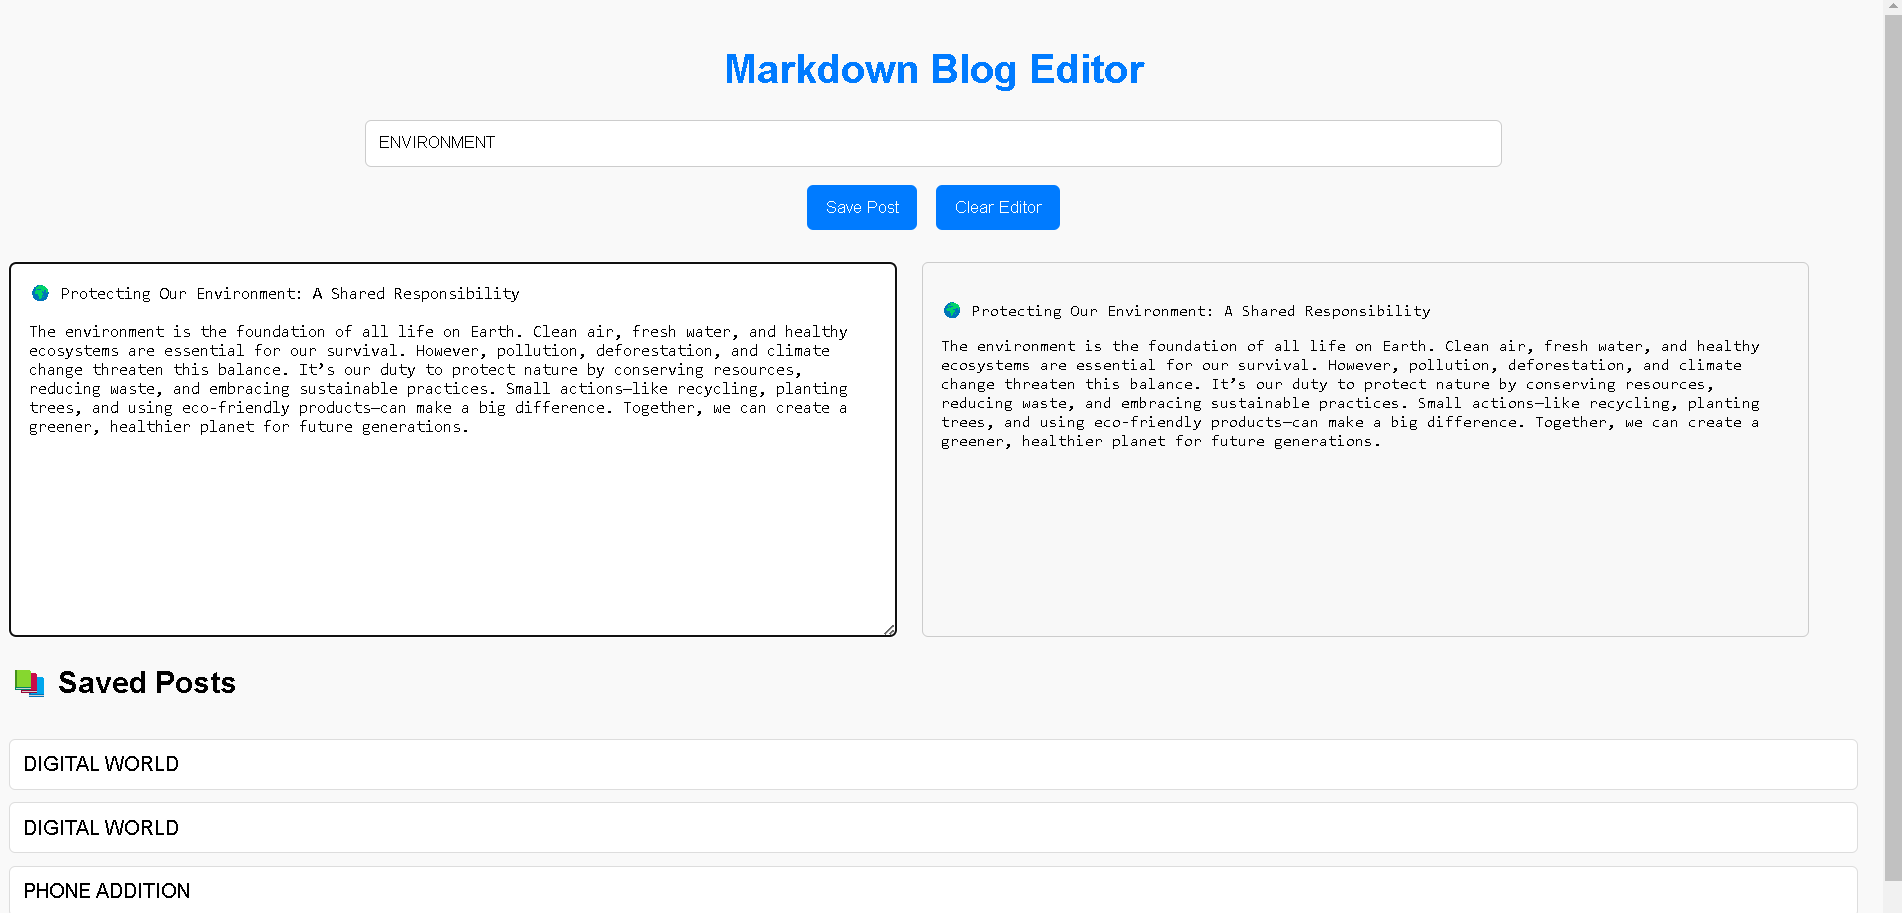 Markdown Blog Editor
ENVIRONMENT
Save Post Clear Editor
🌍 Protecting Our Environment: A Shared Responsibility
The environment is the foundation of all life on Earth. Clean air, fresh water, and healthy
ecosystems are essential for our survival. However, pollution, deforestation, and climate
change threaten this balance. It’s our duty to protect nature by conserving resources,
reducing waste, and embracing sustainable practices. Small actions—like recycling, planting
trees, and using eco-friendly products—can make a big difference. Together, we can create a
greener, healthier planet for future generations.
🌍 Protecting Our Environment: A Shared Responsibility
The environment is the foundation of all life on Earth. Clean air, fresh water, and healthy
ecosystems are essential for our survival. However, pollution, deforestation, and climate
change threaten this balance. It’s our duty to protect nature by conserving resources,
reducing waste, and embracing sustainable practices. Small actions—like recycling, planting
trees, and using eco-friendly products—can make a big difference. Together, we can create a
greener, healthier planet for future generations.
📚 Saved Posts
DIGITAL WORLD
DIGITAL WORLD
PHONE ADDITION